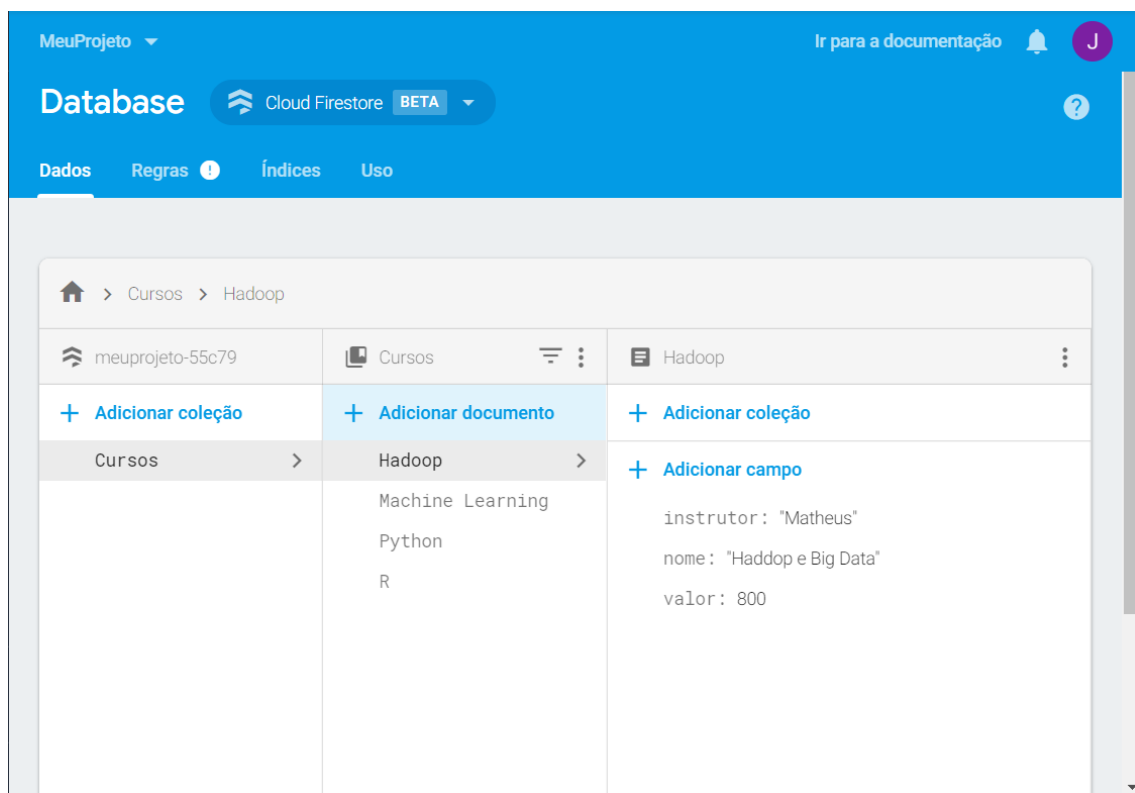 MeuProjeto
Ir para a documentação
J
Database
Cloud Firestore BETA
Dados Regras Índices Uso
Cursos > Hadoop
meuprojeto-55c79
Cursos
Hadoop
+ Adicionar coleção
+ Adicionar documento
+ Adicionar coleção
Cursos
Hadoop
Machine Learning
Python
R
+ Adicionar campo
instrutor: "Matheus"
nome: "Haddop e Big Data"
valor: 800